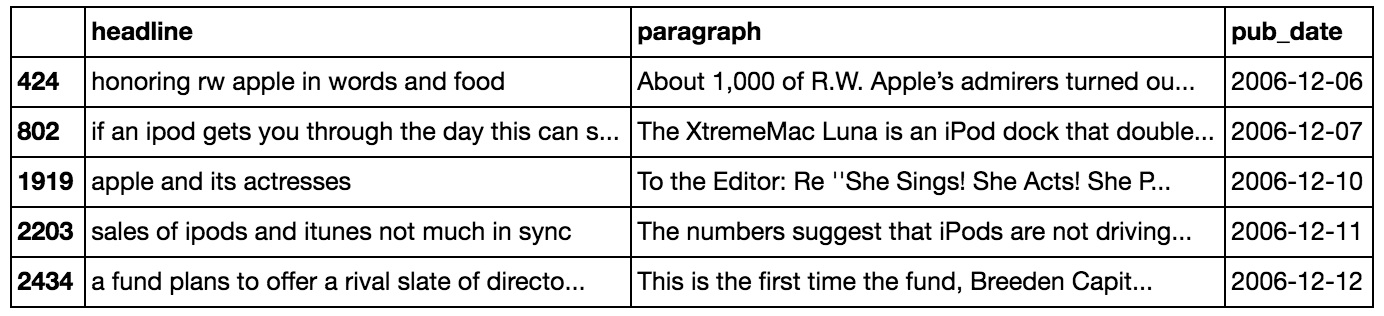 headline paragraph pub_date
424 honoring rw apple in words and food About 1,000 of R.W. Apple’s admirers turned ou... 2006-12-06
802 if an ipod gets you through the day this can s... The XtremeMac Luna is an iPod dock that double... 2006-12-07
1919 apple and its actresses To the Editor: Re ''She Sings! She Acts! She P... 2006-12-10
2203 sales of ipods and itunes not much in sync The numbers suggest that iPods are not driving... 2006-12-11
2434 a fund plans to offer a rival slate of directo... This is the first time the fund, Breeden Capit... 2006-12-12